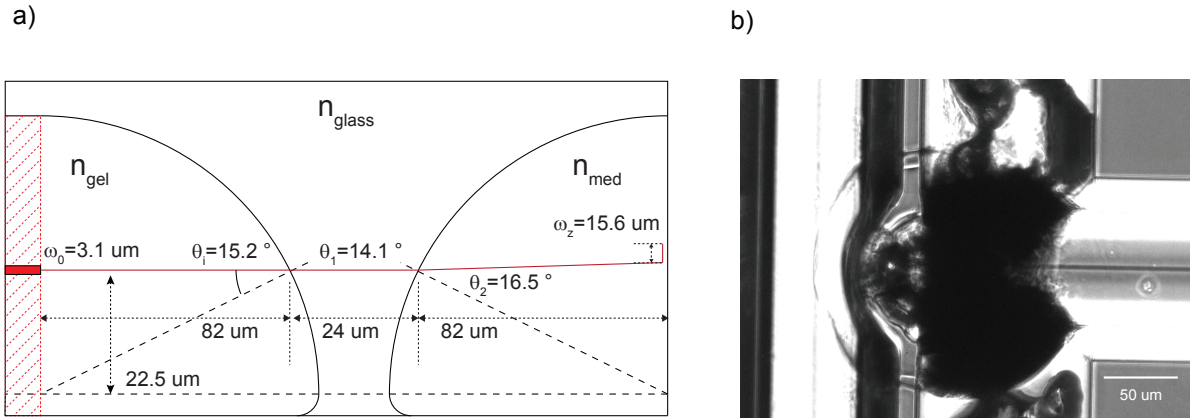 a)
b)
n_glass
n_gel
n_med
ω_0=3.1 um
θ_i=15.2 °
θ_1=14.1 °
ω_z=15.6 um
θ_2=16.5 °
82 um
24 um
82 um
22.5 um
50 um